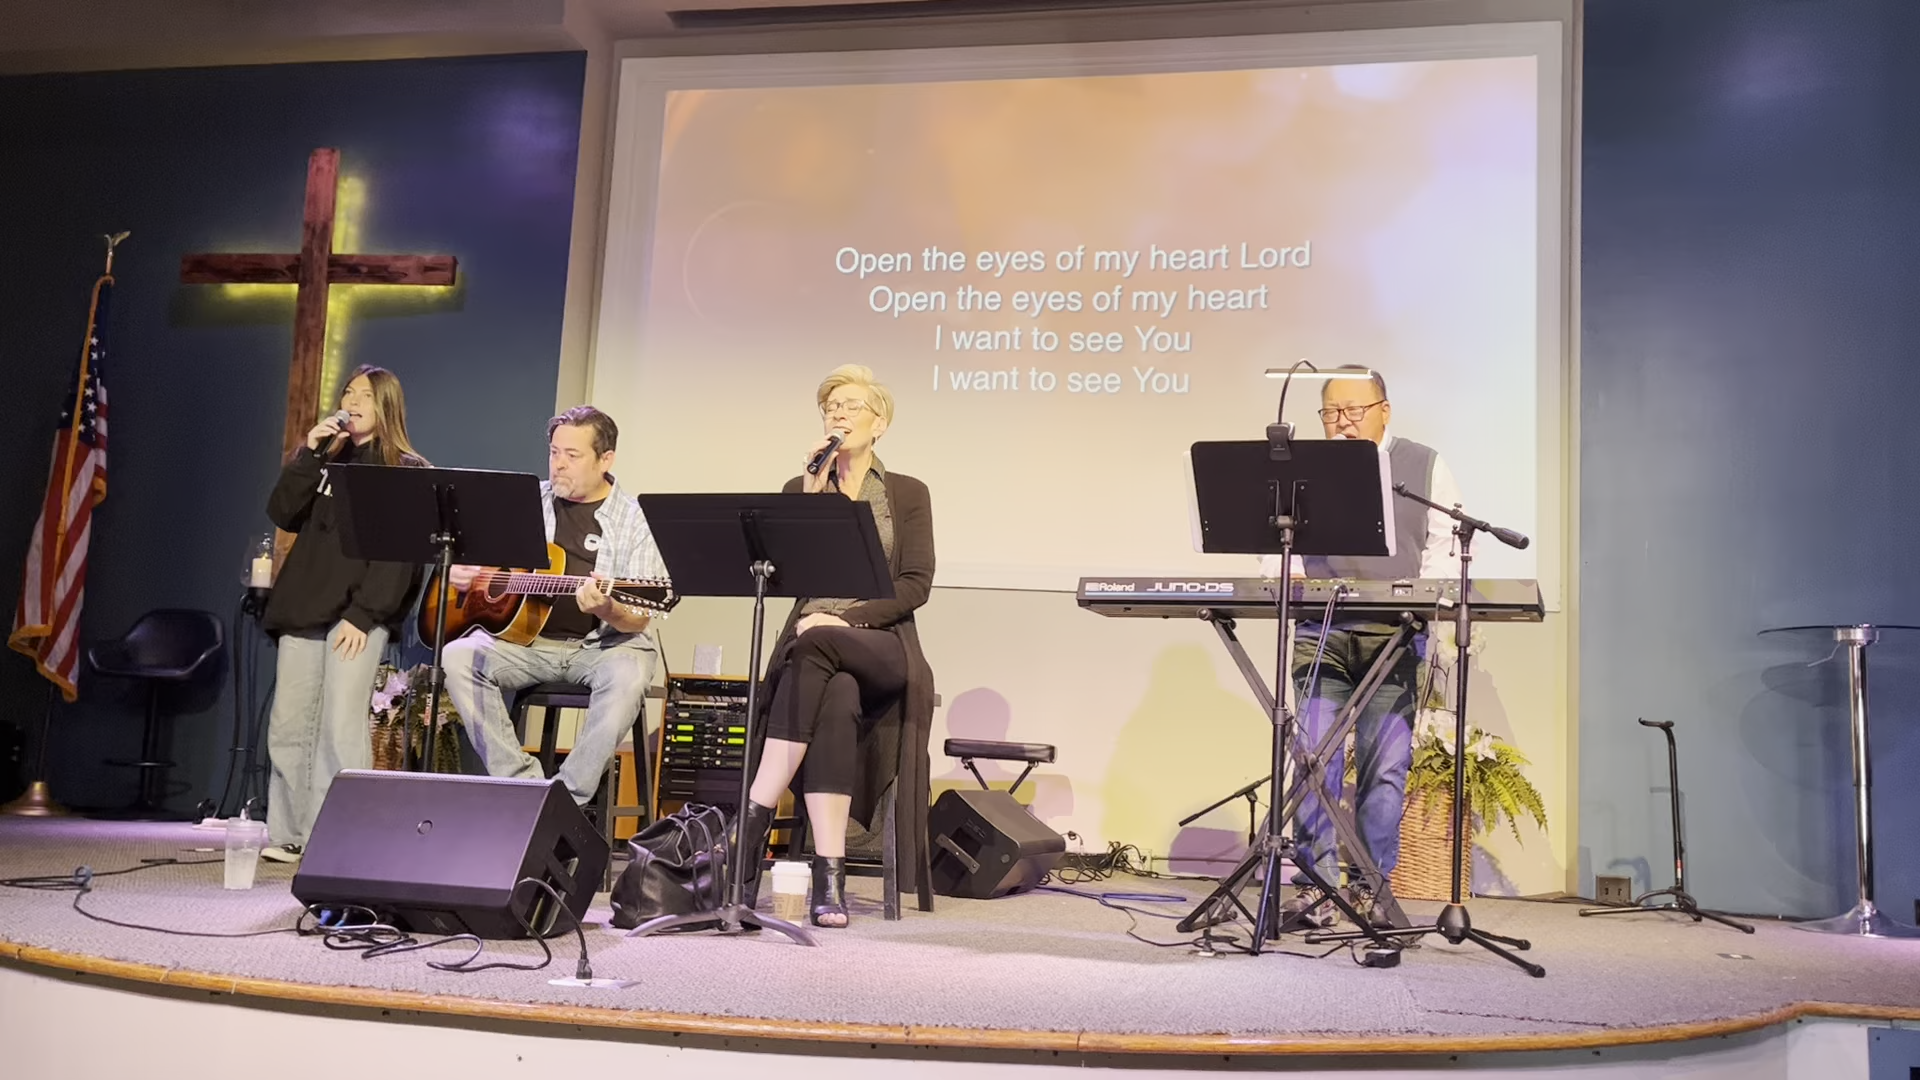 Open the eyes of my heart Lord
Open the eyes of my heart
I want to see You
I want to see You
Roland JUNO-DS